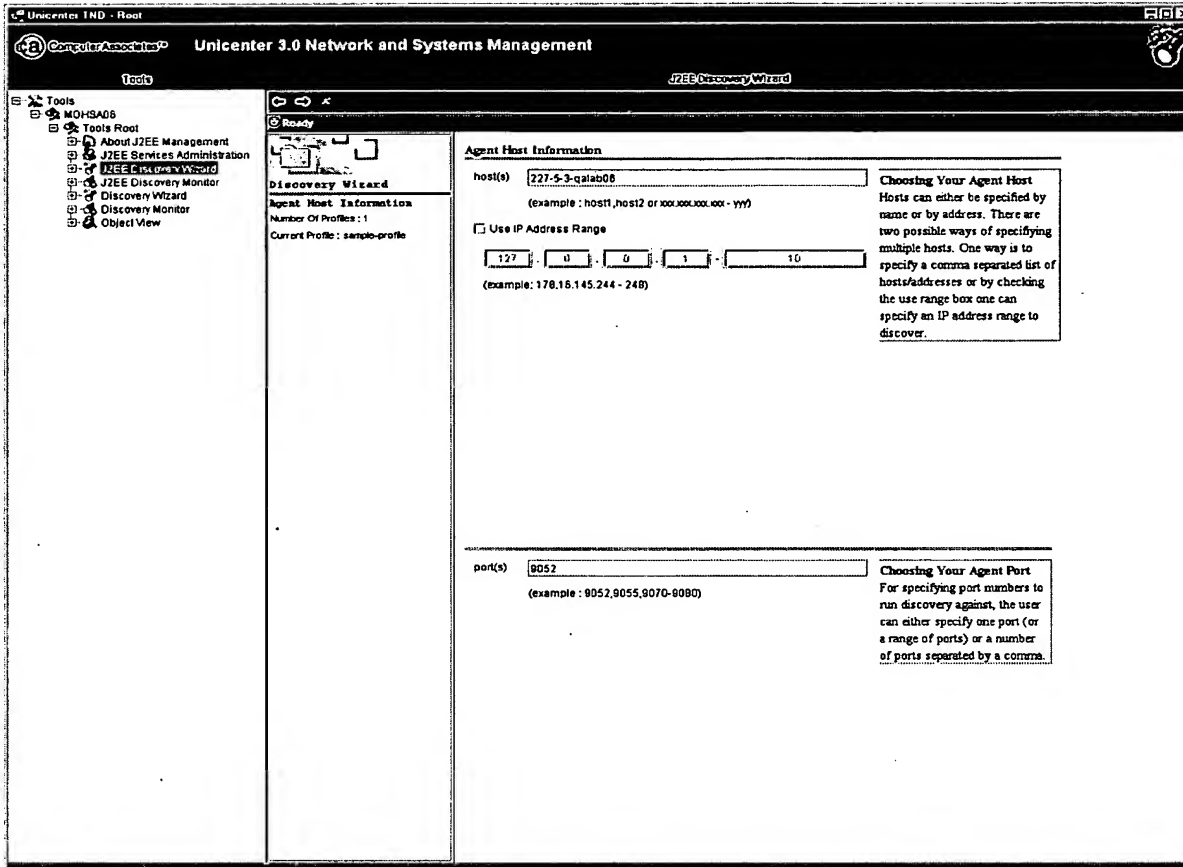 Unicenter TND - Root
ca Computer Associates™ Unicenter 3.0 Network and Systems Management
Tools
J2EE Discovery Wizard
Tools
MOHSA06
Tools Root
About J2EE Management
J2EE Services Administration
J2EE Discovery Wizard
J2EE Discovery Monitor
Discovery Wizard
Discovery Monitor
Object View
Ready
Discovery Wizard
Agent Host Information
Number Of Profiles : 1
Current Profile : sample-profile
Agent Host Information
host(s) 227-5-3-qalab06
(example : host1,host2 or xxx.xxx.xxx.xxx - yyy)
Use IP Address Range
127 . 0 . 0 . 1 - 10
(example: 178.16.145.244 - 248)
Choosing Your Agent Host
Hosts can either be specified by
name or by address. There are
two possible ways of specifying
multiple hosts. One way is to
specify a comma separated list of
hosts/addresses or by checking
the use range box one can
specify an IP address range to
discover.
port(s) 9052
(example : 9052,9055,9070-9080)
Choosing Your Agent Port
For specifying port numbers to
run discovery against, the user
can either specify one port (or
a range of ports) or a number
of ports separated by a comma.